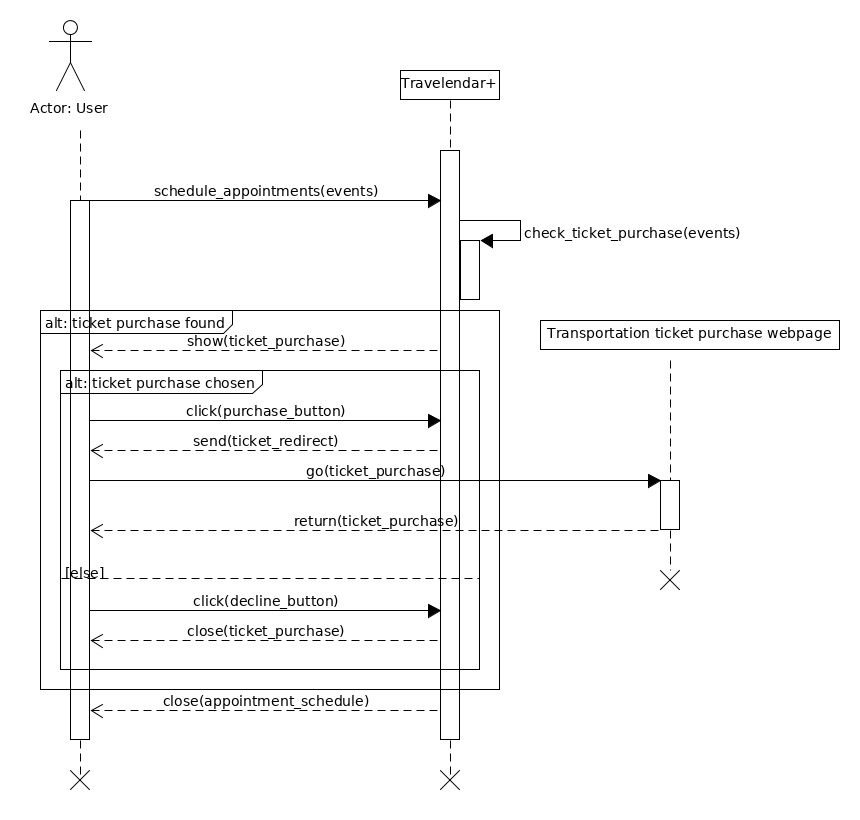 Actor: User
Travelendar+
schedule_appointments(events)
check_ticket_purchase(events)
alt: ticket purchase found
Transportation ticket purchase webpage
show(ticket_purchase)
alt: ticket purchase chosen
click(purchase_button)
send(ticket_redirect)
go(ticket_purchase)
return(ticket_purchase)
[else]
click(decline_button)
close(ticket_purchase)
close(appointment_schedule)